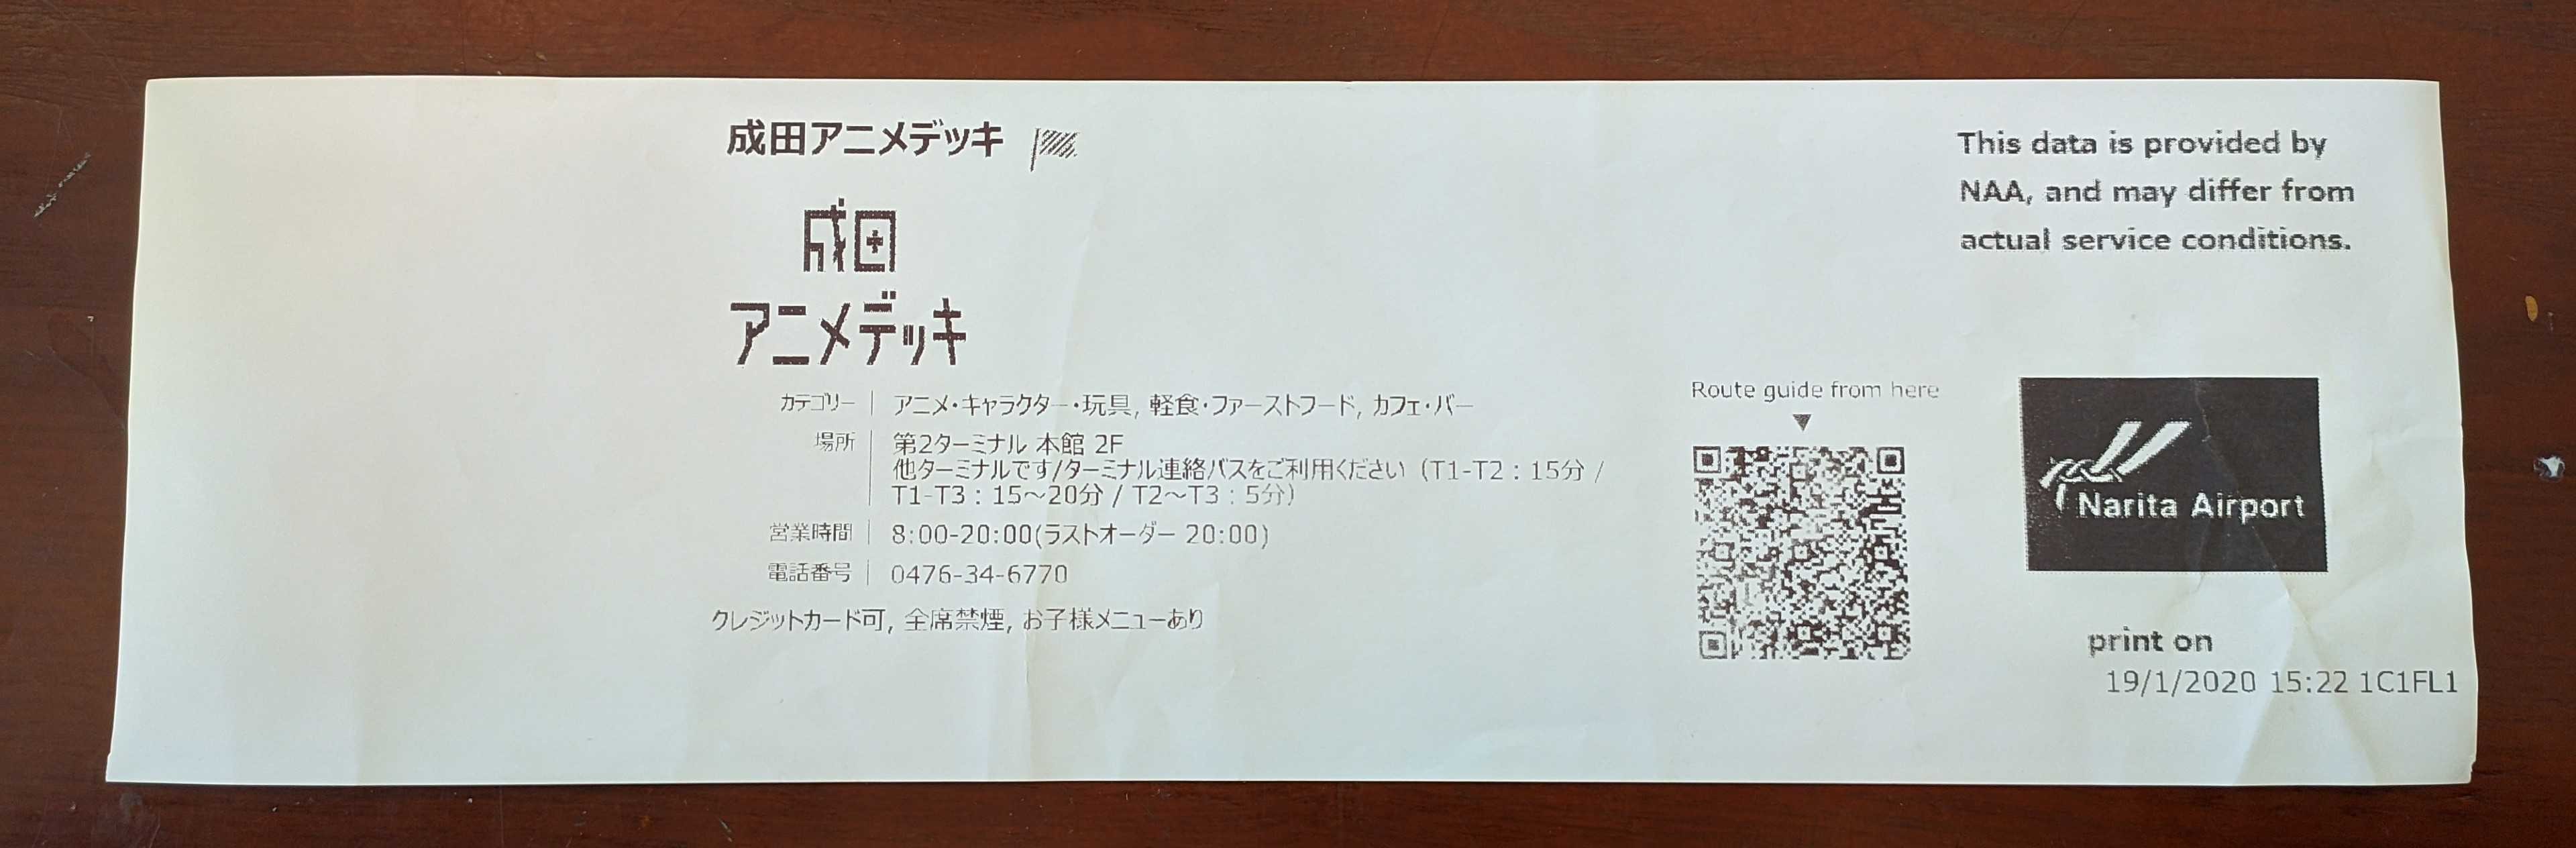 成田アニメデッキ
成田
アニメデッキ
カテゴリー アニメ・キャラクター・玩具, 軽食・ファーストフード, カフェ・バー
場所 第2ターミナル 本館 2F
他ターミナルです/ターミナル連絡バスをご利用ください（T1-T2：15分 /
T1-T3：15～20分 / T2～T3：5分）
営業時間 8:00-20:00(ラストオーダー 20:00)
電話番号 0476-34-6770
クレジットカード可, 全席禁煙, お子様メニューあり
This data is provided by
NAA, and may differ from
actual service conditions.
Route guide from here
Narita Airport
print on
19/1/2020 15:22 1C1FL1